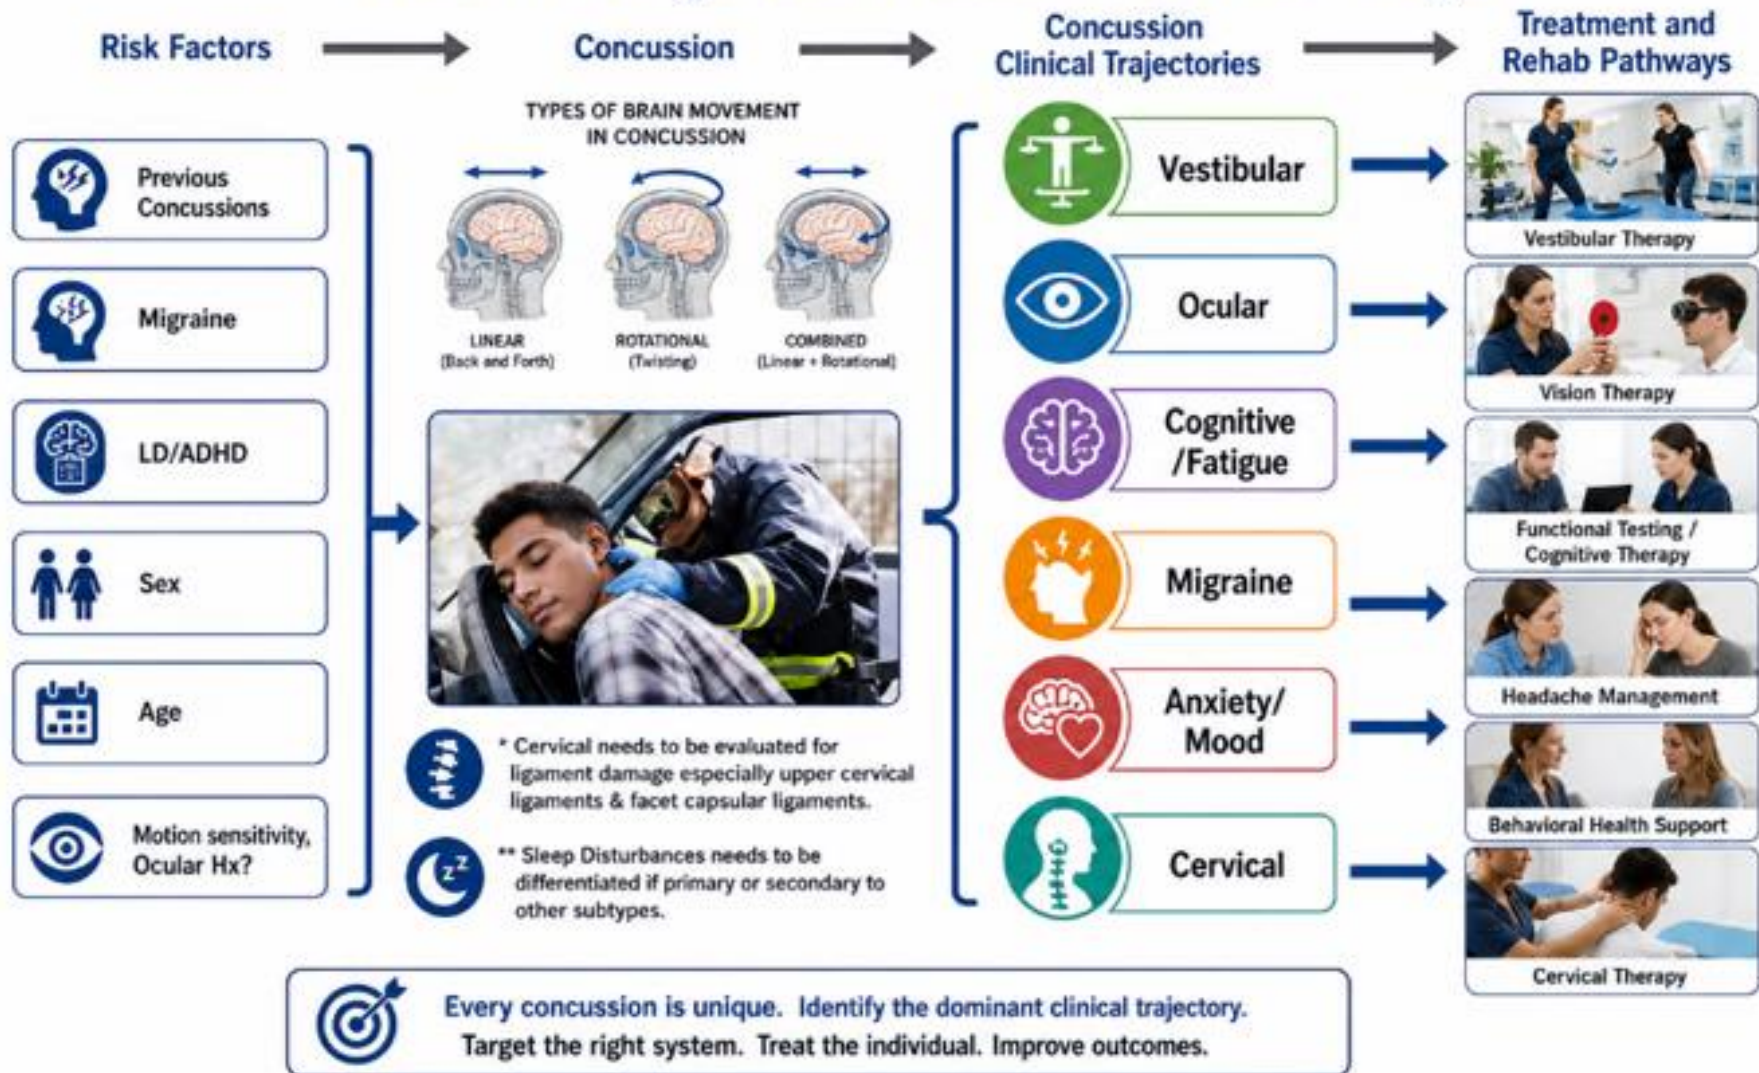 Risk Factors
Concussion
Concussion
Clinical Trajectories
Treatment and
Rehab Pathways
Previous
Concussions
Migraine
LD/ADHD
Sex
Age
Motion sensitivity,
Ocular Hx?
TYPES OF BRAIN MOVEMENT
IN CONCUSSION
LINEAR
(Back and Forth)
ROTATIONAL
(Twisting)
COMBINED
(Linear + Rotational)
* Cervical needs to be evaluated for
ligament damage especially upper cervical
ligaments & facet capsular ligaments.
zz
** Sleep Disturbances needs to be
differentiated if primary or secondary to
other subtypes.
Vestibular
Ocular
Cognitive
/Fatigue
Migraine
Anxiety/
Mood
Cervical
Vestibular Therapy
Vision Therapy
Functional Testing /
Cognitive Therapy
Headache Management
Behavioral Health Support
Cervical Therapy
Every concussion is unique. Identify the dominant clinical trajectory.
Target the right system. Treat the individual. Improve outcomes.